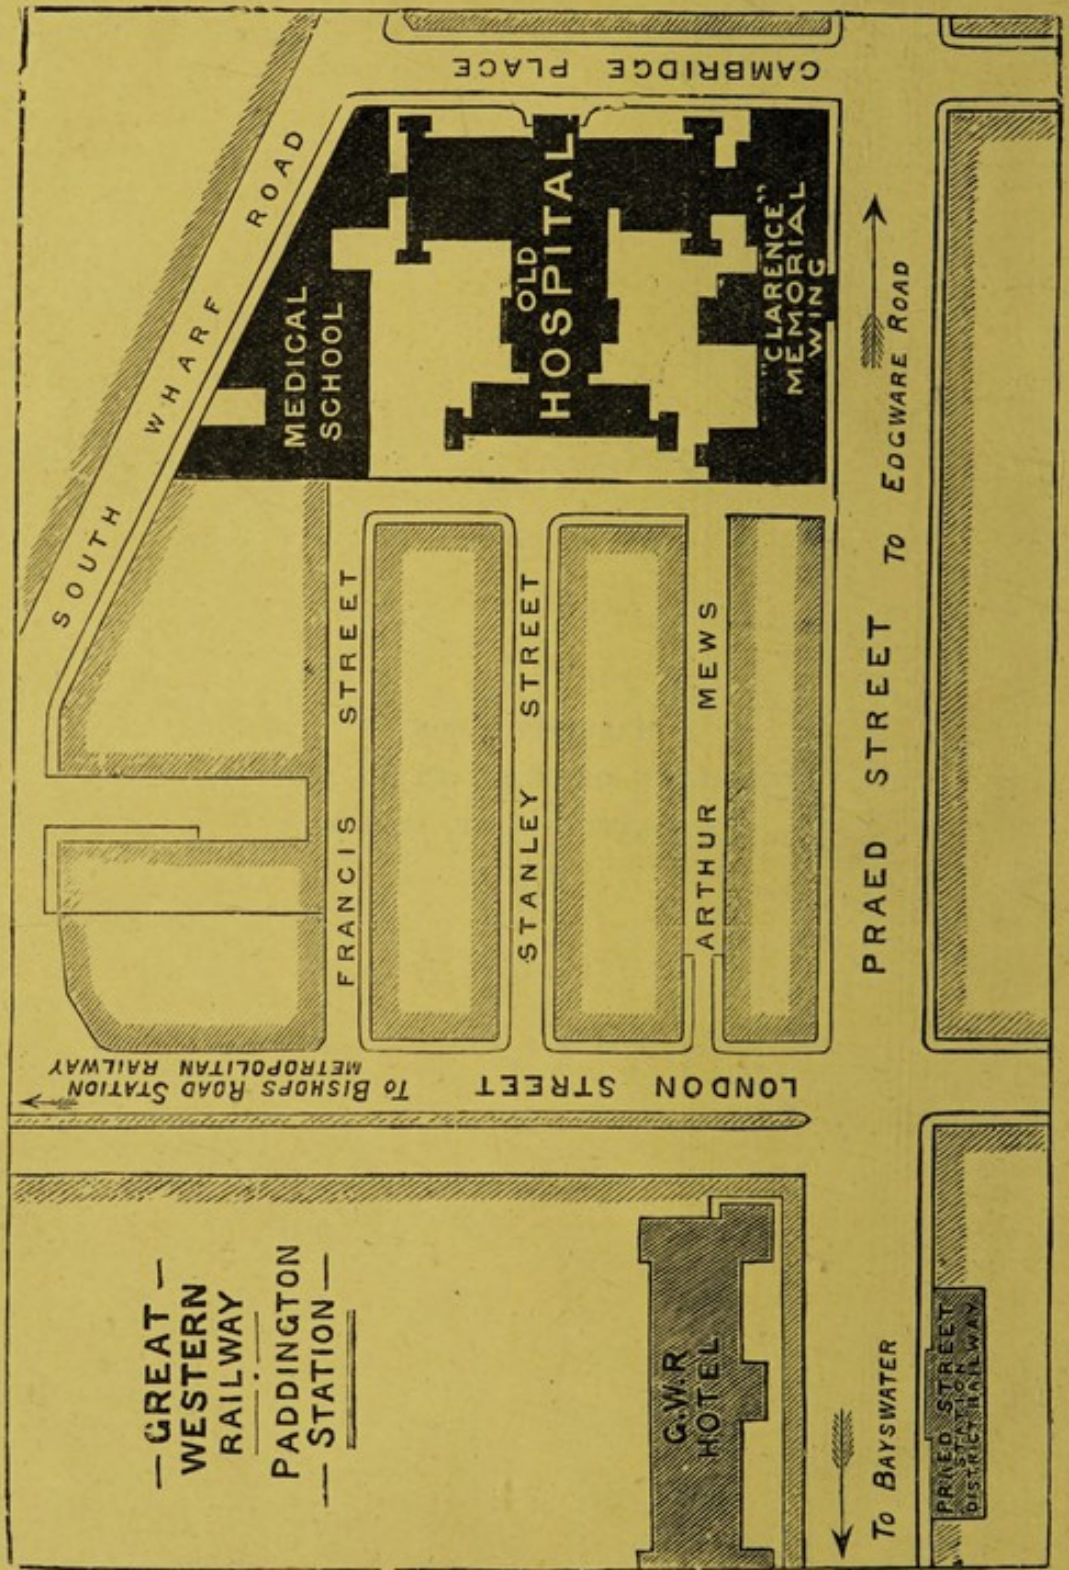 — GREAT —
WESTERN
RAILWAY
PADDINGTON
— STATION —
G.W.R
HOTEL
To BISHOPS ROAD STATION
METROPOLITAN RAILWAY
LONDON STREET
FRANCIS STREET
STANLEY STREET
ARTHUR MEWS
SOUTH WHARF ROAD
MEDICAL
SCHOOL
OLD
HOSPITAL
"CLARENCE"
MEMORIAL
WING
CAMBRIDGE PLACE
To BAYSWATER
PRAED STREET To EDGWARE ROAD
PRAED STREET
STATION
DISTRICT RAILWAY